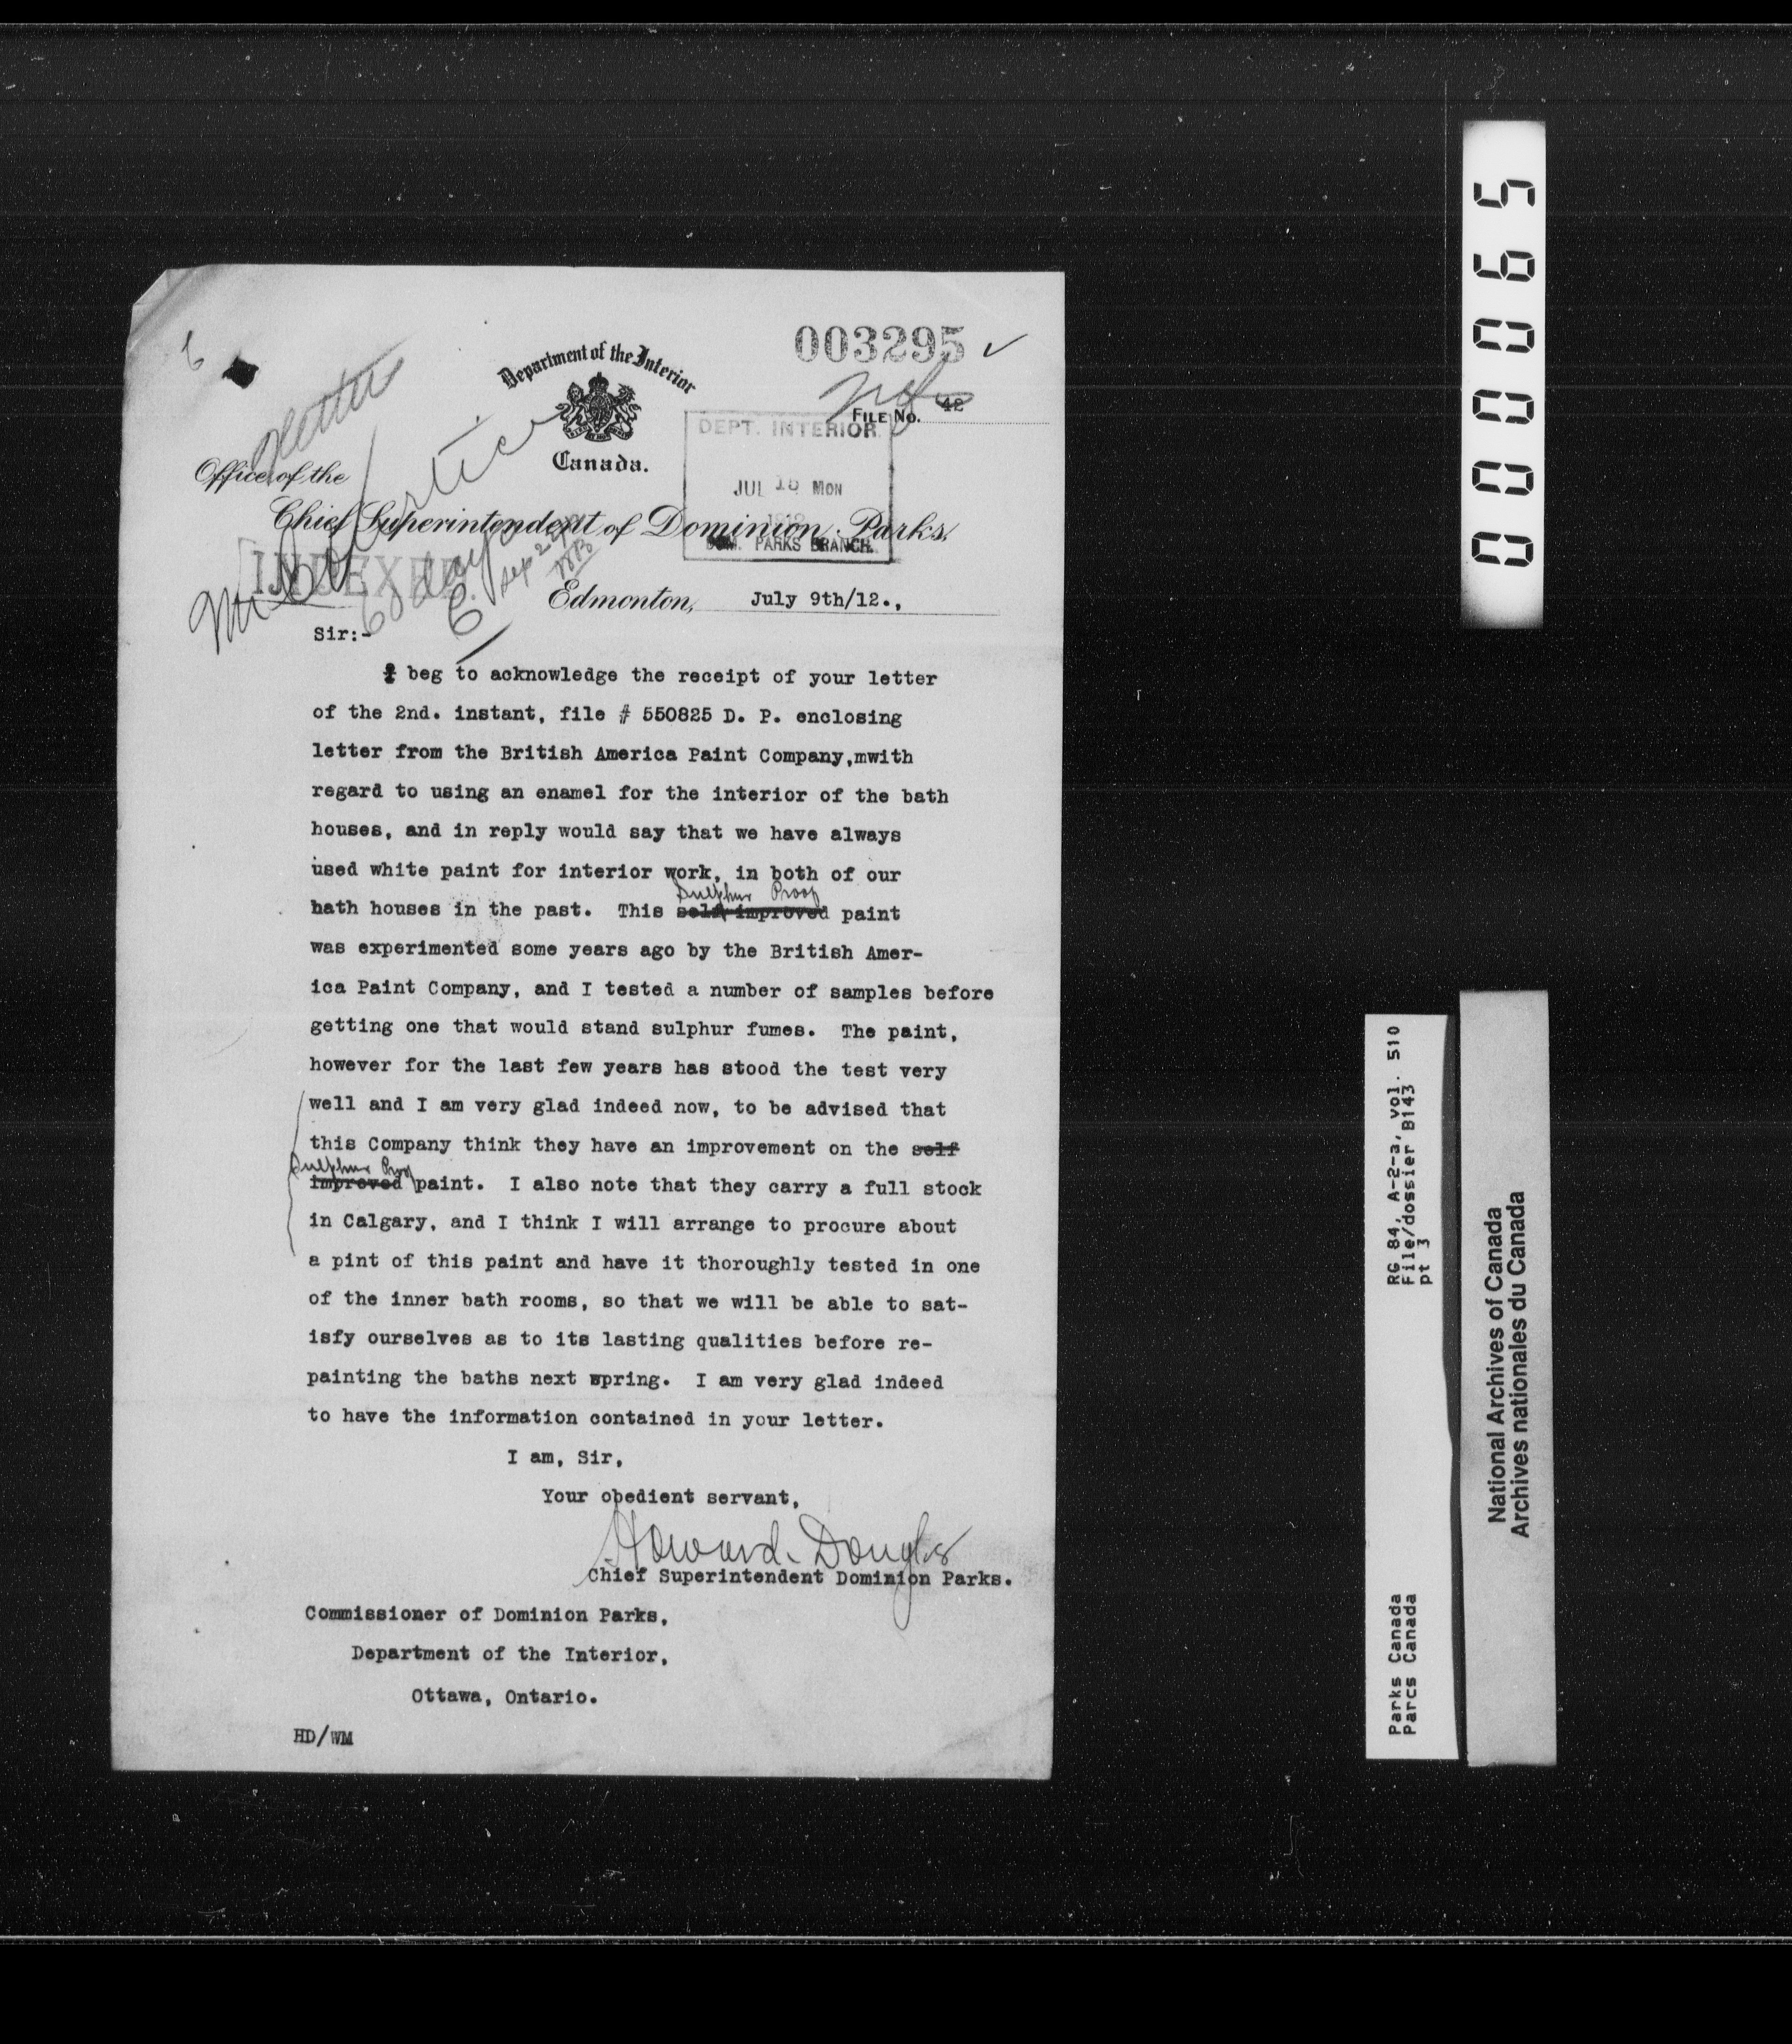 003295 ✓
6
Department of the Interior
Canada.
FILE NO. 42
DEPT. INTERIOR
JUL 15 MON
1912
DOM. PARKS BRANCH.
Office of the
Chief Superintendent of Dominion Parks.
INDEXED
60 days
Edmonton, July 9th/12.,
Sir:-
I beg to acknowledge the receipt of your letter
of the 2nd. instant, file # 550825 D. P. enclosing
letter from the British America Paint Company,mwith
regard to using an enamel for the interior of the bath
houses, and in reply would say that we have always
used white paint for interior work, in both of our
Sulphur Proof
bath houses in the past. This self improved paint
was experimented some years ago by the British Amer-
ica Paint Company, and I tested a number of samples before
getting one that would stand sulphur fumes. The paint,
however for the last few years has stood the test very
well and I am very glad indeed now, to be advised that
this Company think they have an improvement on the self
Sulphur Proof
improved paint. I also note that they carry a full stock
in Calgary, and I think I will arrange to procure about
a pint of this paint and have it thoroughly tested in one
of the inner bath rooms, so that we will be able to sat-
isfy ourselves as to its lasting qualities before re-
painting the baths next spring. I am very glad indeed
to have the information contained in your letter.
I am, Sir,
Your obedient servant,
Howard Douglas
Chief Superintendent Dominion Parks.
Commissioner of Dominion Parks,
Department of the Interior,
Ottawa, Ontario.
HD/WM
000065
RG 84, A-2-a, vol. 510
File/dossier B143
pt 3
Parks Canada
Parcs Canada
National Archives of Canada
Archives nationales du Canada